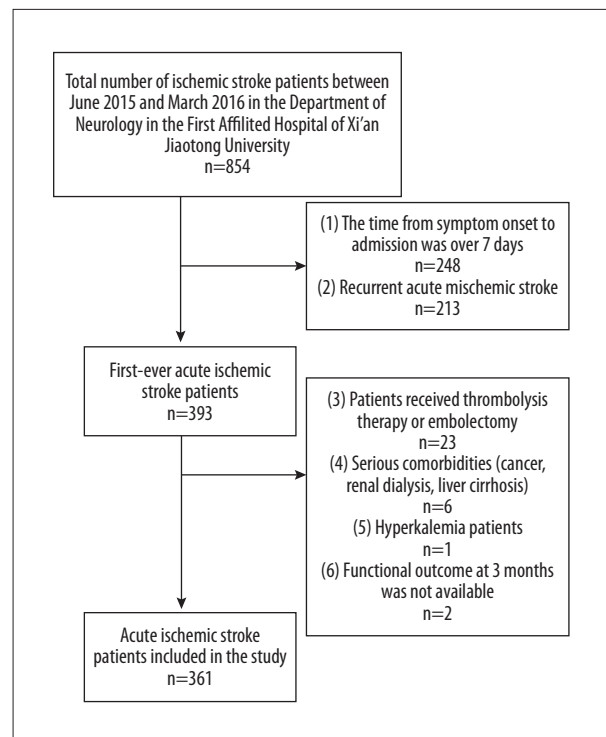 Total number of ischemic stroke patients between
June 2015 and March 2016 in the Department of
Neurology in the First Affilited Hospital of Xi’an
Jiaotong University
n=854
(1) The time from symptom onset to
admission was over 7 days
n=248
(2) Recurrent acute mischemic stroke
n=213
First-ever acute ischemic
stroke patients
n=393
(3) Patients received thrombolysis
therapy or embolectomy
n=23
(4) Serious comorbidities (cancer,
renal dialysis, liver cirrhosis)
n=6
(5) Hyperkalemia patients
n=1
(6) Functional outcome at 3 months
was not available
n=2
Acute ischemic stroke
patients included in the study
n=361